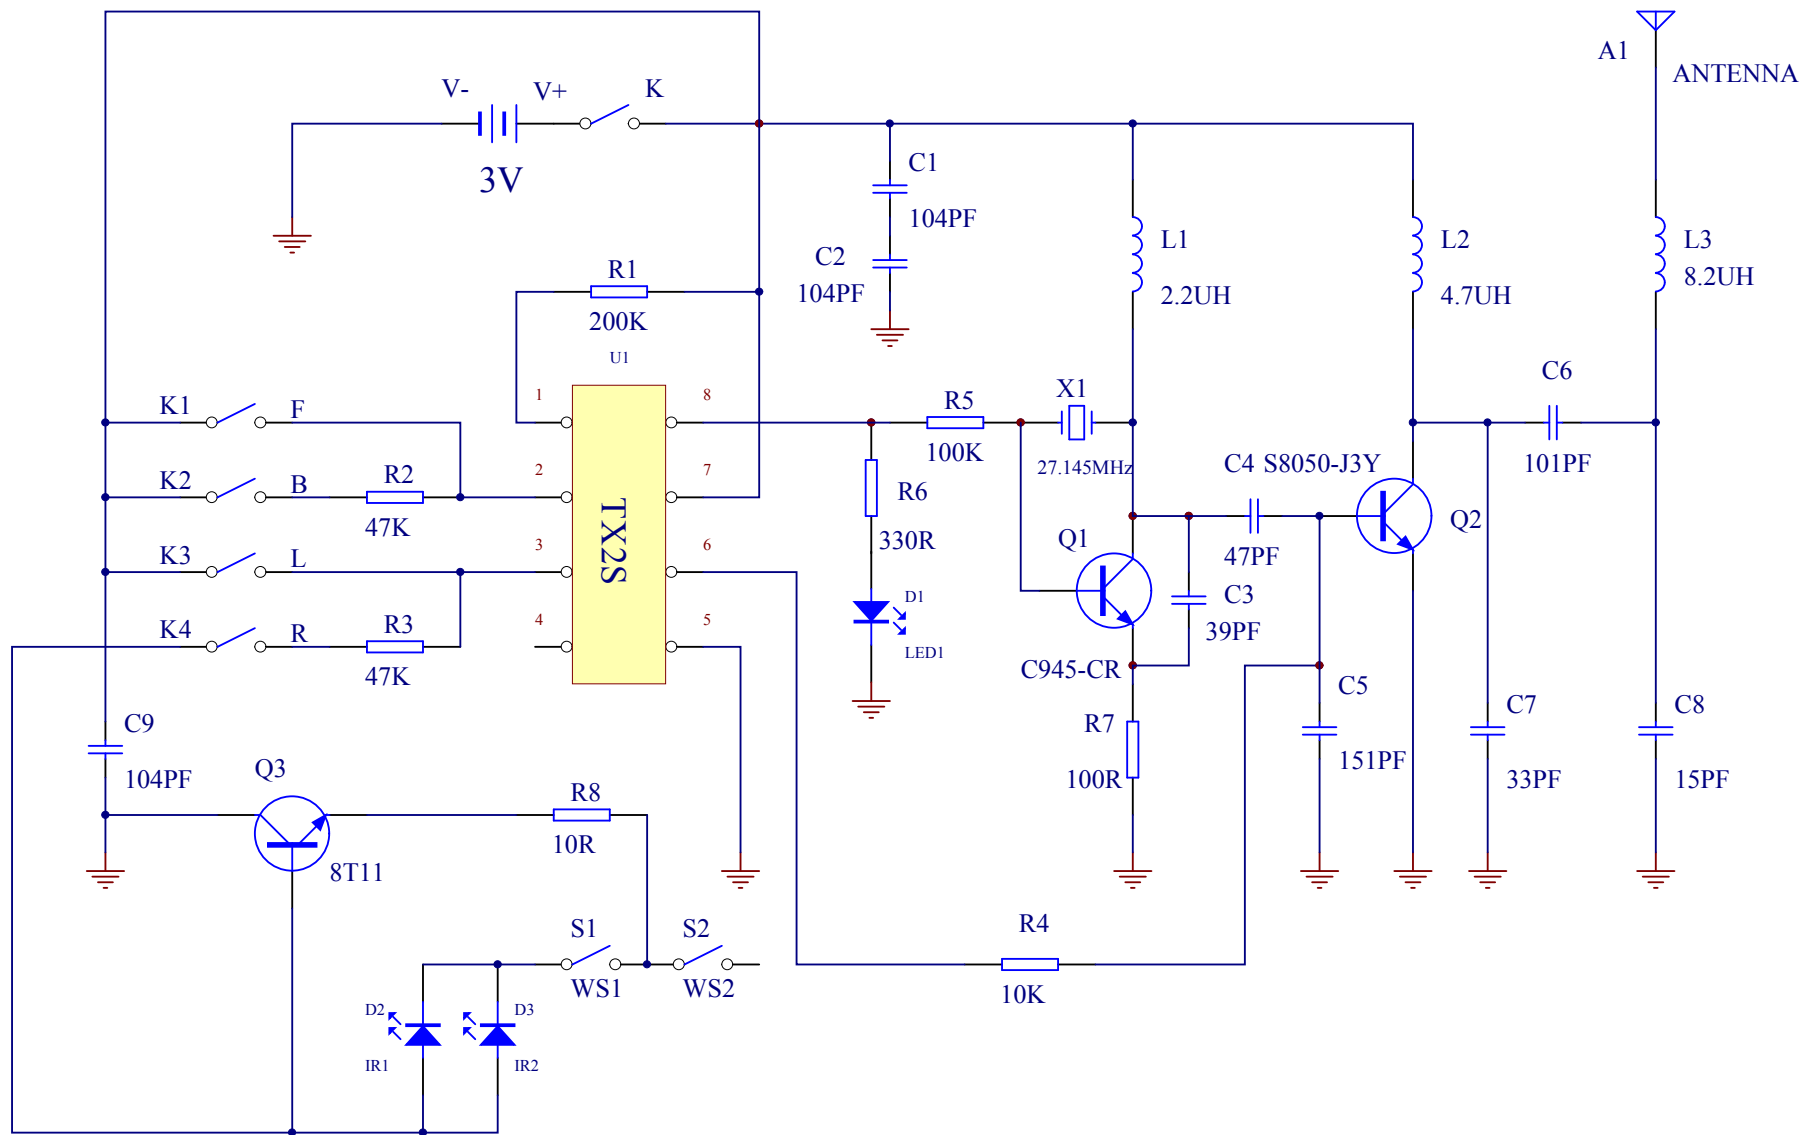 A1
ANTENNA
V-
V+
K
3V
C1
104PF
C2
104PF
L1
2.2UH
L2
4.7UH
L3
8.2UH
R1
200K
U1
TX2S
1
2
3
4
8
7
6
5
K1
F
K2
B
R2
47K
K3
L
K4
R
R3
47K
R5
100K
X1
27.145MHz
R6
330R
D1
LED1
C4
S8050-J3Y
47PF
Q2
Q1
C945-CR
C3
39PF
C6
101PF
R7
100R
C5
151PF
C7
33PF
C8
15PF
C9
104PF
Q3
8T11
R8
10R
S1
WS1
S2
WS2
D2
IR1
D3
IR2
R4
10K